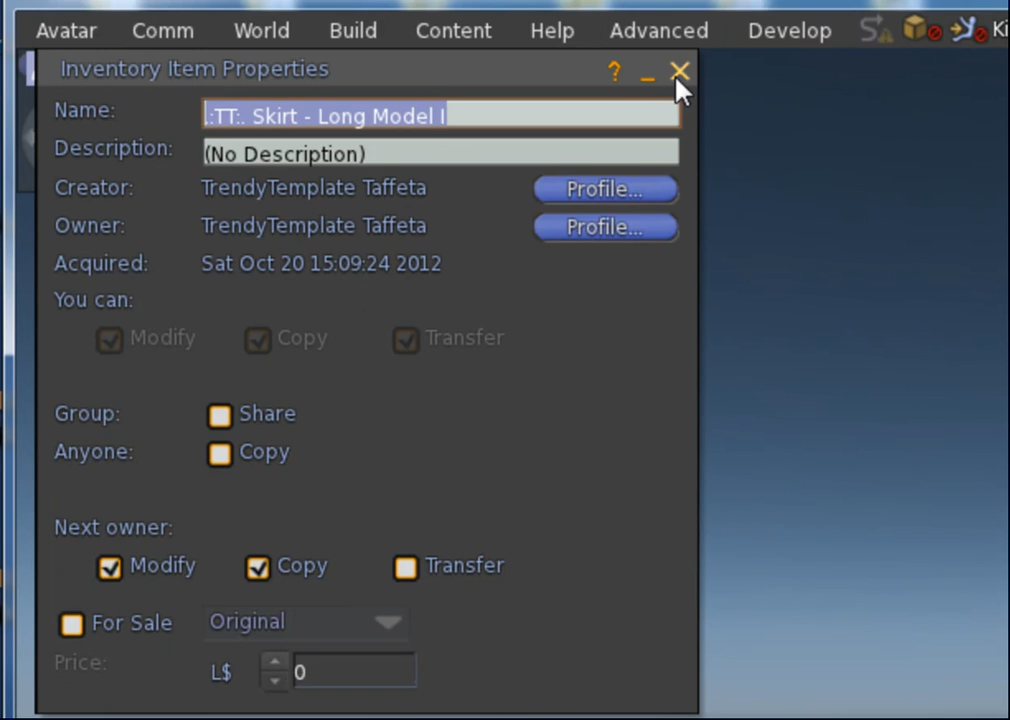 Avatar Comm World Build Content Help Advanced Develop
Inventory Item Properties ? _
Name: .:TT:. Skirt - Long Model I
Description: (No Description)
Creator: TrendyTemplate Taffeta Profile...
Owner: TrendyTemplate Taffeta Profile...
Acquired: Sat Oct 20 15:09:24 2012
You can:
Modify Copy Transfer
Group: Share
Anyone: Copy
Next owner:
Modify Copy Transfer
For Sale Original
Price: L$ 0